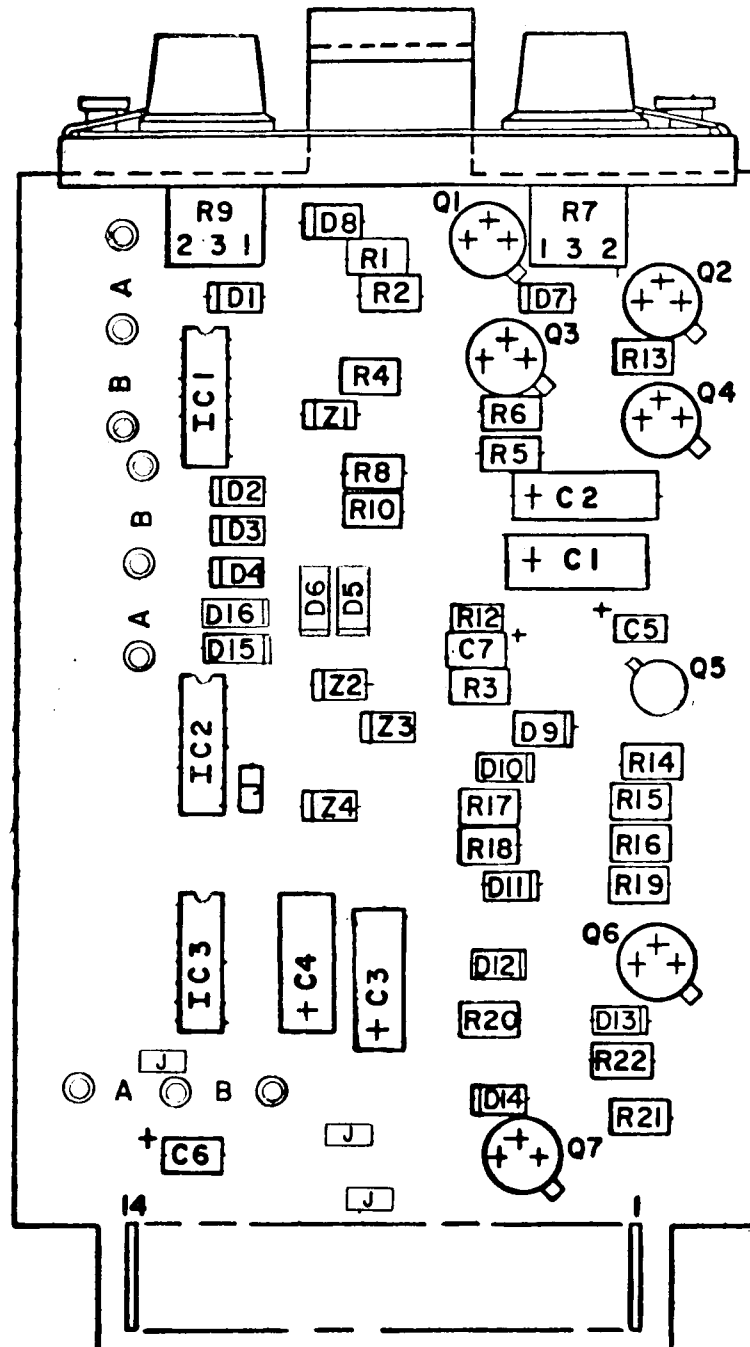 R9
2 3 1
D8
R1
R2
Q1
R7
1 3 2
A
D1
D7
Q2
IC1
Q3
R13
B
R4
Z1
R6
Q4
R5
D2
R8
C2
B
D3
R10
D4
C1
D6
D5
A
D16
R12
C5
D15
C7
Z2
R3
Q5
IC2
Z3
D9
D10
R14
Z4
R17
R15
R18
R16
D11
R19
IC3
C4
C3
D12
Q6
R20
D13
J
R22
A
B
D14
R21
C6
J
Q7
J
14
1